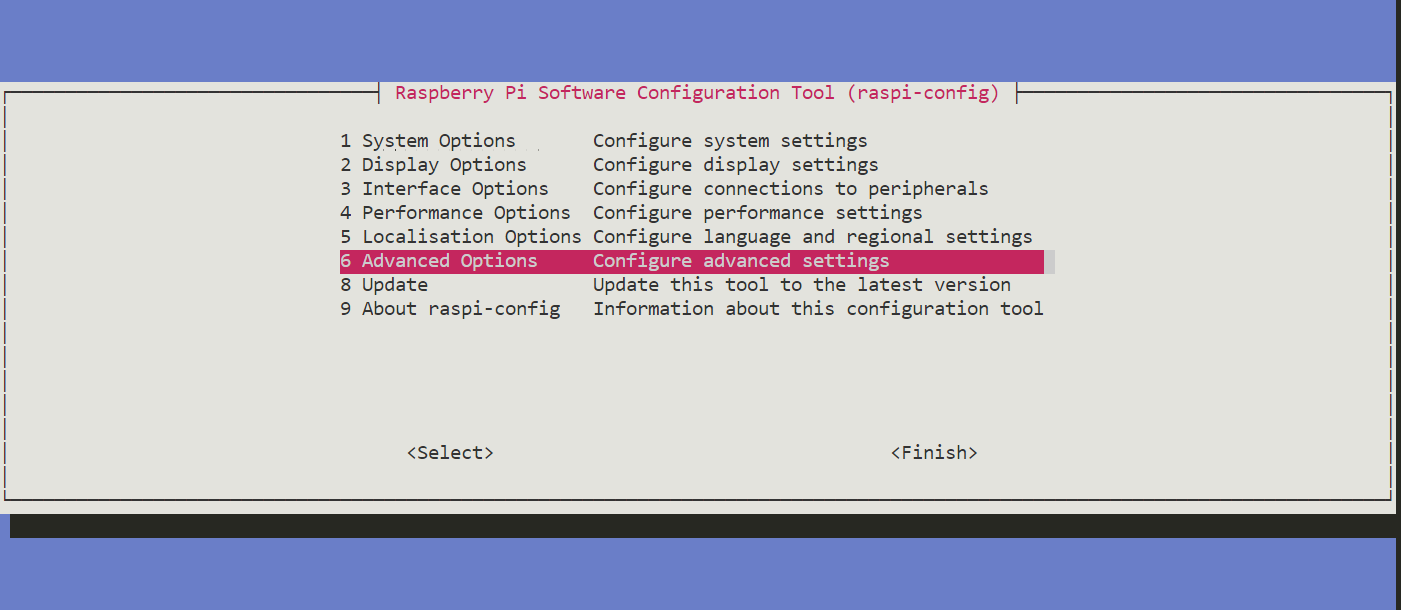 Raspberry Pi Software Configuration Tool (raspi-config)
1 System Options Configure system settings
2 Display Options Configure display settings
3 Interface Options Configure connections to peripherals
4 Performance Options Configure performance settings
5 Localisation Options Configure language and regional settings
6 Advanced Options Configure advanced settings
8 Update Update this tool to the latest version
9 About raspi-config Information about this configuration tool
<Select> <Finish>